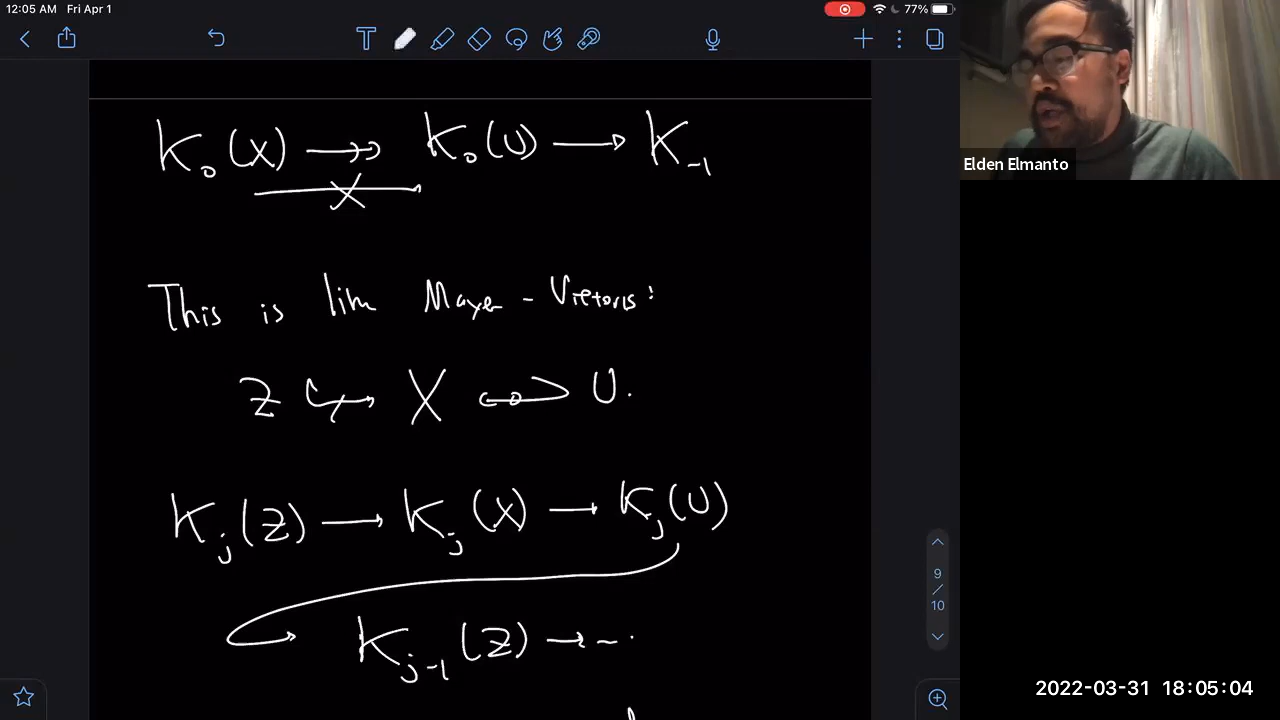 12:05 AM Fri Apr 1
77%
T
K₀(X) ↠ K₀(U) → K₋₁
X
This is like Mayer-Vietoris:
Z ↪ X ↩ U.
Kⱼ(Z) → Kⱼ(X) → Kⱼ(U)
Kⱼ₋₁(Z) → ...
9
/
10
Elden Elmanto
2022-03-31 18:05:04